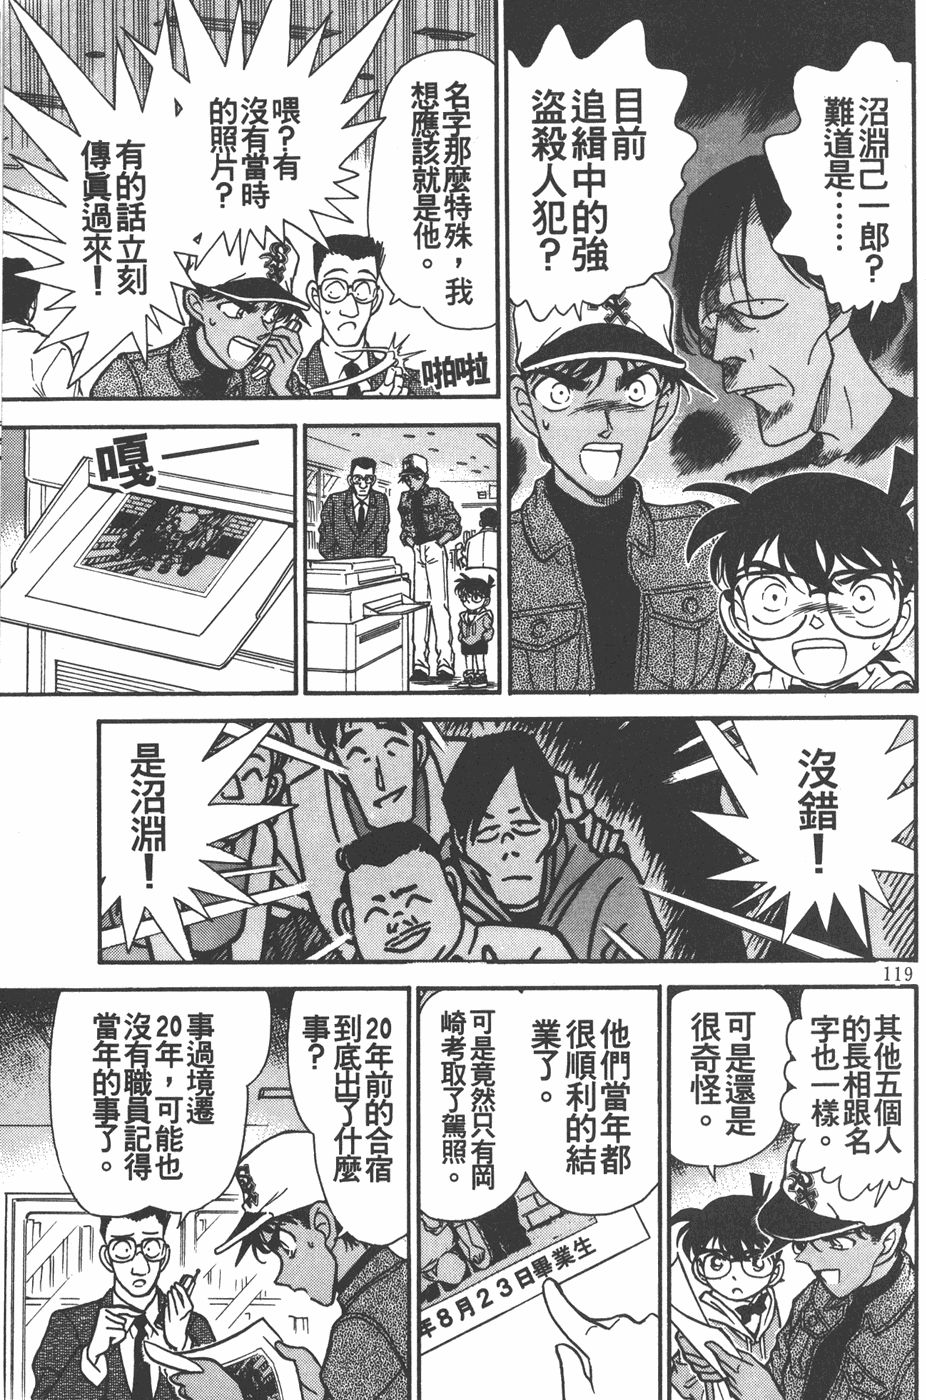 沼淵己一郎？
難道是……
目前
追緝中的強
盜殺人犯？
名字那麼特殊，我
想應該就是他。
啪啦
喂？有
沒有當時
的照片？
有的話立刻
傳眞過來！
嘎——
沒錯！
是沼淵！
119
其他五個人
的長相跟名
字也一樣。
可是還是
很奇怪。
他們當年都
很順利的結
業了。
可是竟然只有岡
崎考取了駕照。
年8月23日畢業生
20年前的合宿
到底出了什麼
事？
事過境遷
20年，可能也
沒有職員記得
當年的事了。